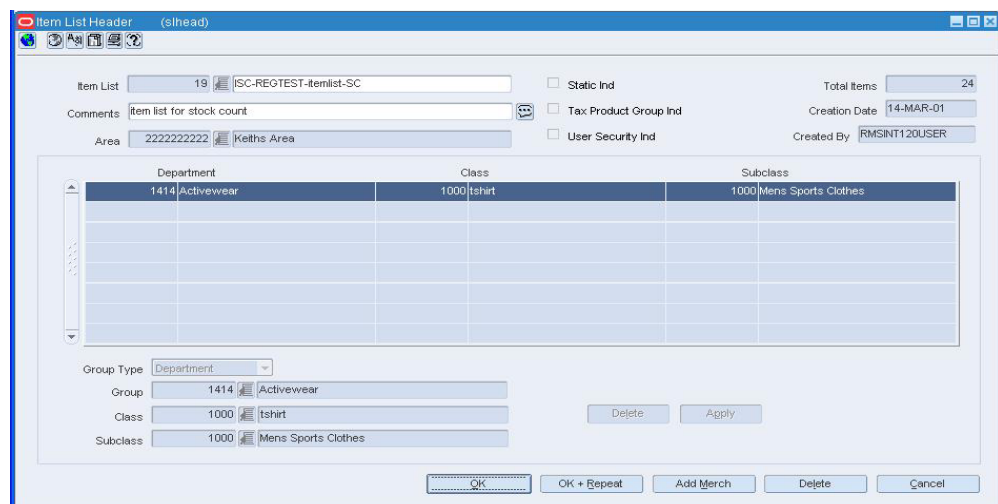 Item List Header (slhead)
Item List 19 ISC-REGTEST-itemlist-SC Static Ind Total Items 24
Comments item list for stock count Tax Product Group Ind Creation Date 14-MAR-01
Area 2222222222 Keiths Area User Security Ind Created By RMSINT120USER
Department Class Subclass
1414 Activewear 1000 tshirt 1000 Mens Sports Clothes
Group Type Department
Group 1414 Activewear
Class 1000 tshirt Delete Apply
Subclass 1000 Mens Sports Clothes
OK OK + Repeat Add Merch Delete Cancel